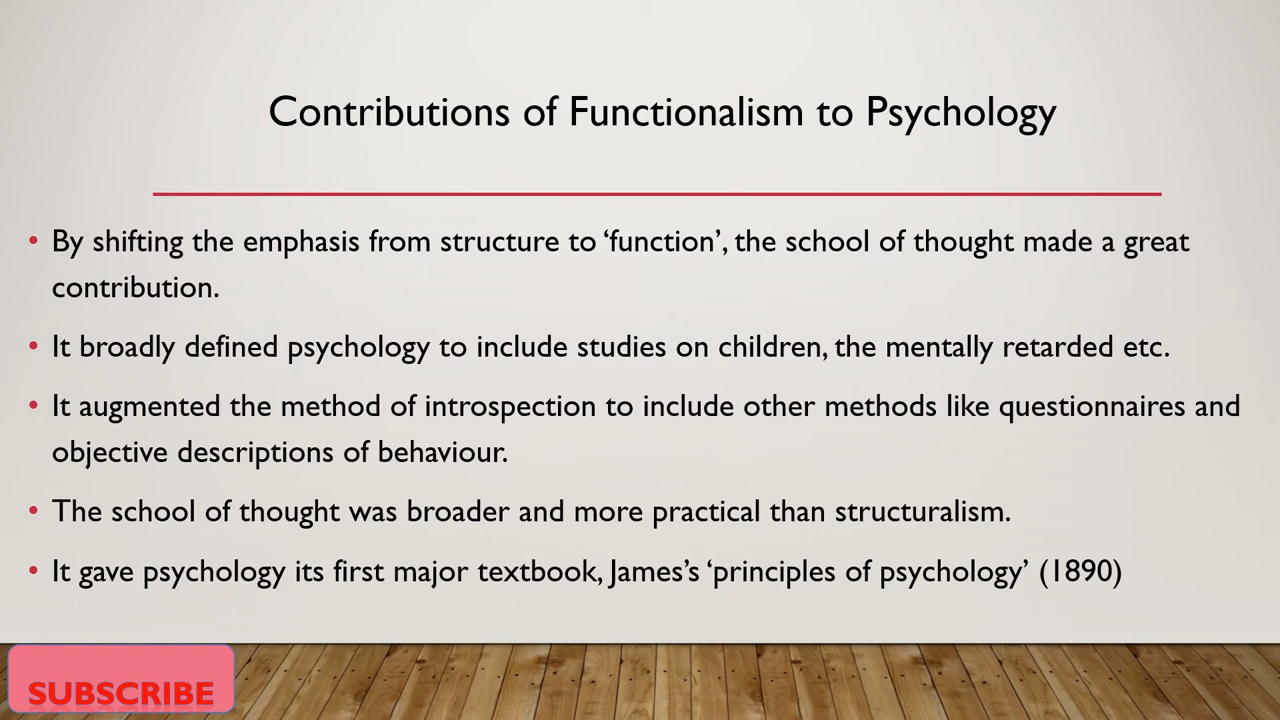 Contributions of Functionalism to Psychology
• By shifting the emphasis from structure to ‘function’, the school of thought made a great
contribution.
• It broadly defined psychology to include studies on children, the mentally retarded etc.
• It augmented the method of introspection to include other methods like questionnaires and
objective descriptions of behaviour.
• The school of thought was broader and more practical than structuralism.
• It gave psychology its first major textbook, James’s ‘principles of psychology’ (1890)
SUBSCRIBE